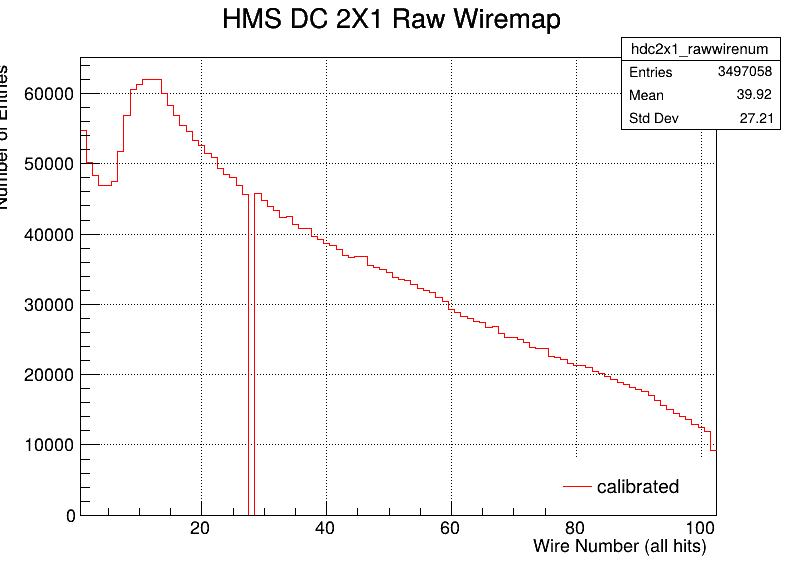 HMS DC 2X1 Raw Wiremap
hdc2x1_rawwirenum
Entries 3497058
Mean 39.92
Std Dev 27.21
Number of Entries
60000
50000
40000
30000
20000
10000
0
calibrated
20 40 60 80 100
Wire Number (all hits)